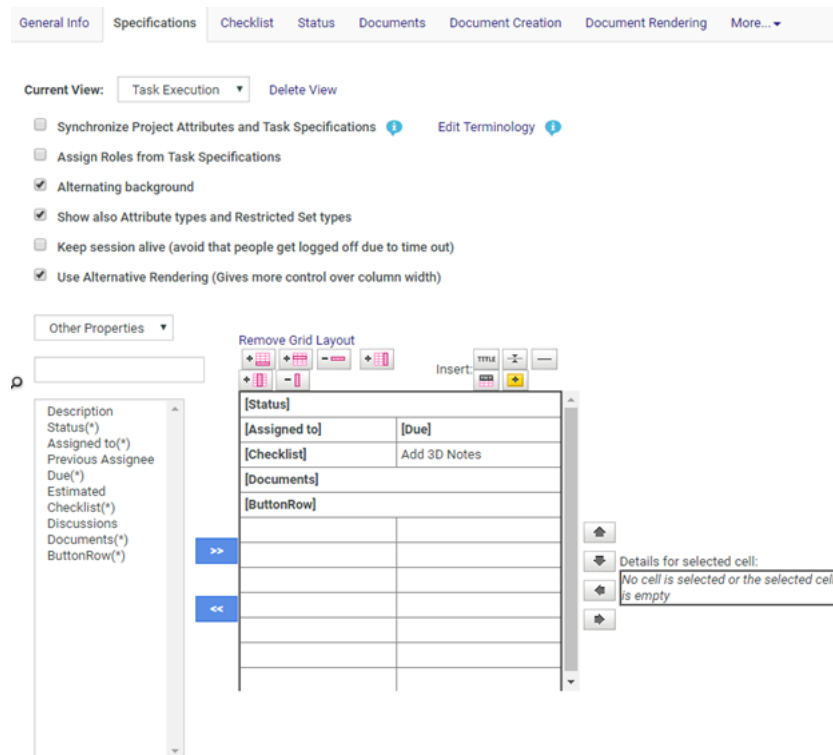 General Info Specifications Checklist Status Documents Document Creation Document Rendering More...
Current View: Task Execution Delete View
Synchronize Project Attributes and Task Specifications i Edit Terminology i
Assign Roles from Task Specifications
Alternating background
Show also Attribute types and Restricted Set types
Keep session alive (avoid that people get logged off due to time out)
Use Alternative Rendering (Gives more control over column width)
Other Properties
Remove Grid Layout
Insert: TITLE
Description
Status(*)
Assigned to(*)
Previous Assignee
Due(*)
Estimated
Checklist(*)
Discussions
Documents(*)
ButtonRow(*)
>>
<<
[Status]
[Assigned to] [Due]
[Checklist] Add 3D Notes
[Documents]
[ButtonRow]
Details for selected cell:
No cell is selected or the selected cell
is empty